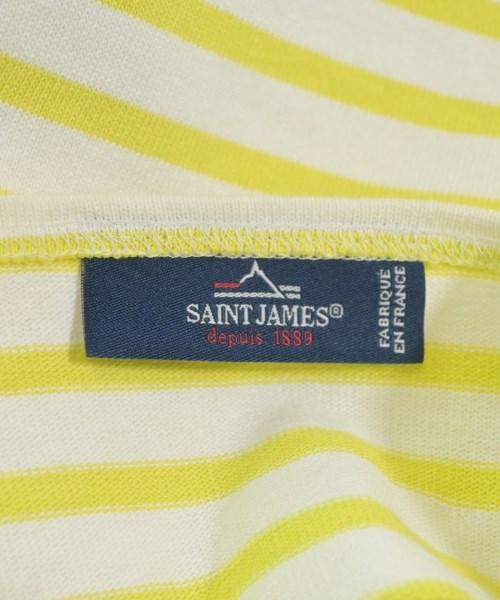 SAINT JAMES®
depuis 1889
FABRIQUÉ
EN FRANCE